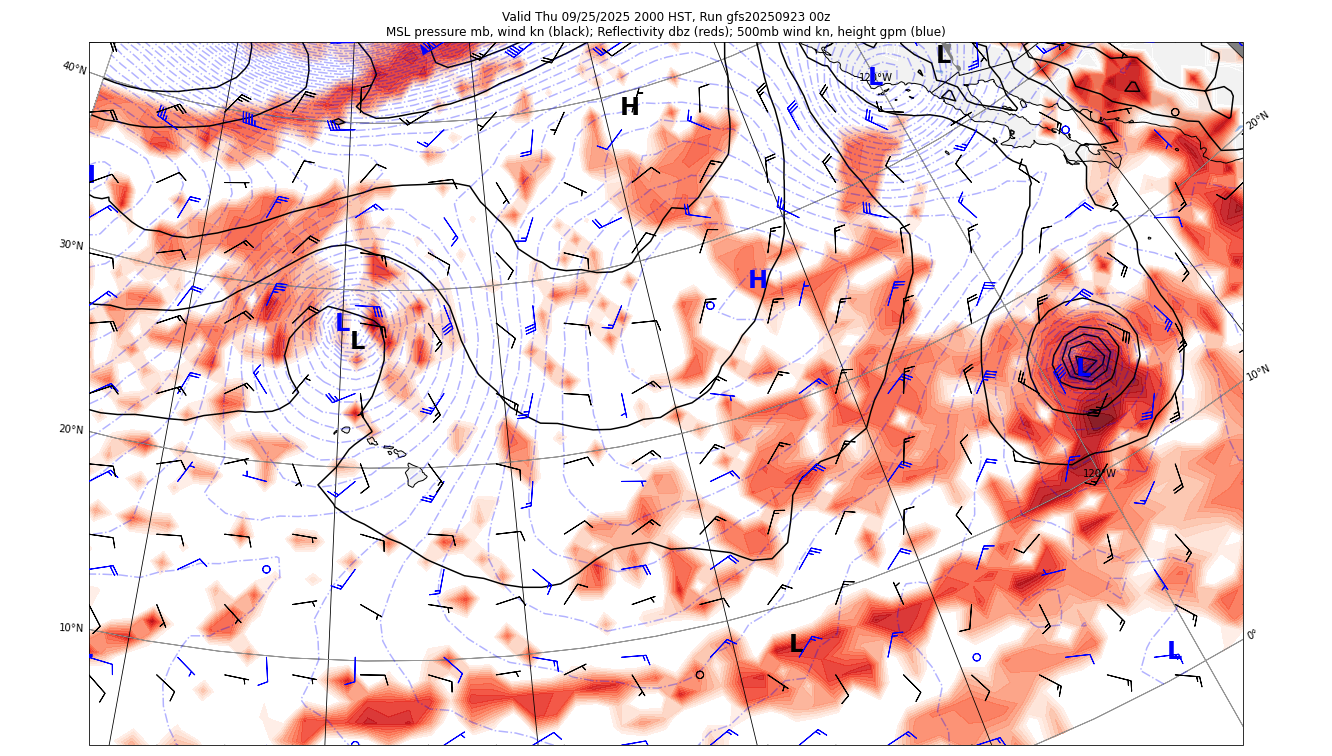 Valid Thu 09/25/2025 2000 HST, Run gfs20250923 00z
MSL pressure mb, wind kn (black); Reflectivity dbz (reds); 500mb wind kn, height gpm (blue)
L
40°N
L
120°W
H
20°N
L
30°N
H
L
L
L
10°N
20°N
120°W
10°N
L
0°
L